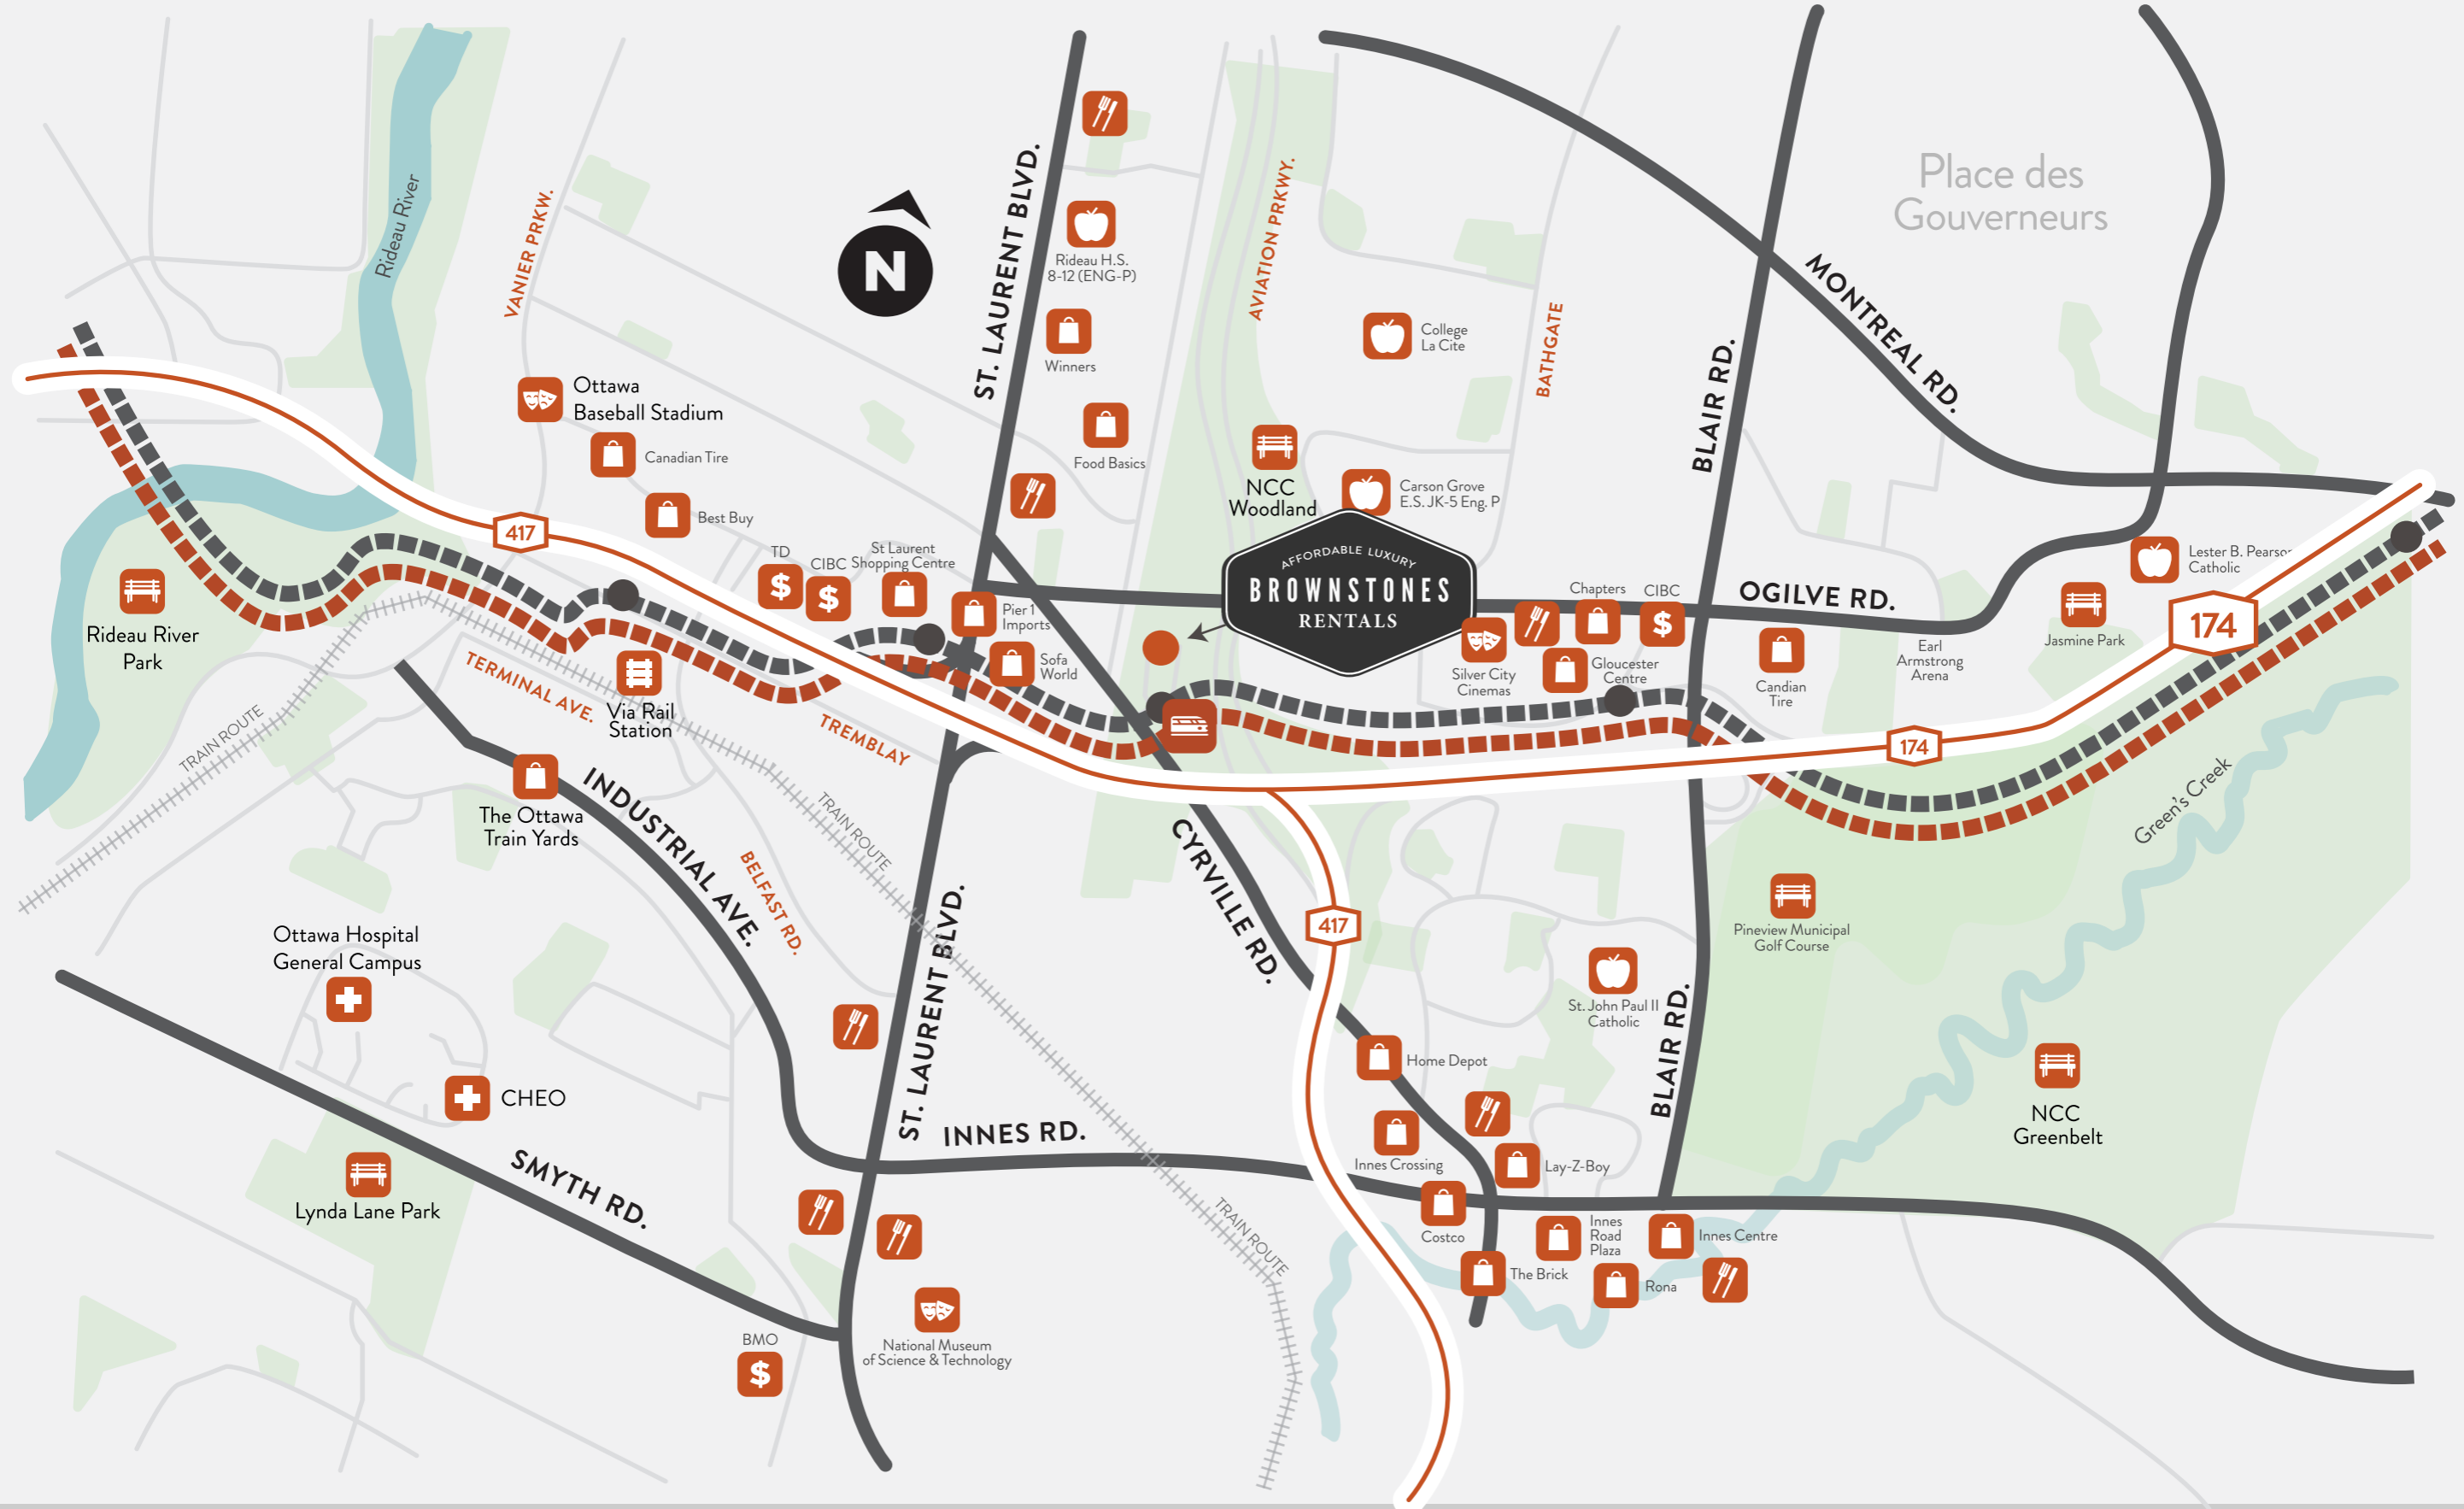 Rideau River
VANIER PRKW.
N
ST. LAURENT BLVD.
Rideau H.S.
8-12 (ENG-P)
Winners
Food Basics
AVIATION PRKWY.
College
La Cite
BATHGATE
BLAIR RD.
MONTREAL RD.
Place des
Gouverneurs
Ottawa
Baseball Stadium
Canadian Tire
Best Buy
417
TD
$
CIBC
$
St Laurent
Shopping Centre
Pier 1
Imports
Sofa
World
NCC
Woodland
Carson Grove
E.S. JK-5 Eng. P
AFFORDABLE LUXURY
BROWNSTONES
RENTALS
Silver City
Cinemas
Chapters
CIBC
$
Gloucester
Centre
OGILVE RD.
Candian
Tire
Earl
Armstrong
Arena
Jasmine Park
Lester B. Pearson
Catholic
174
174
Rideau River
Park
TERMINAL AVE.
Via Rail
Station
TREMBLAY
TRAIN ROUTE
The Ottawa
Train Yards
INDUSTRIAL AVE.
BELFAST RD.
TRAIN ROUTE
CYRVILLE RD.
417
Green's Creek
Pineview Municipal
Golf Course
Ottawa Hospital
General Campus
ST. LAURENT BLVD.
St. John Paul II
Catholic
BLAIR RD.
Home Depot
CHEO
NCC
Greenbelt
INNES RD.
Innes Crossing
Lay-Z-Boy
SMYTH RD.
Lynda Lane Park
TRAIN ROUTE
Costco
Innes
Road
Plaza
Innes Centre
The Brick
Rona
National Museum
of Science & Technology
BMO
$